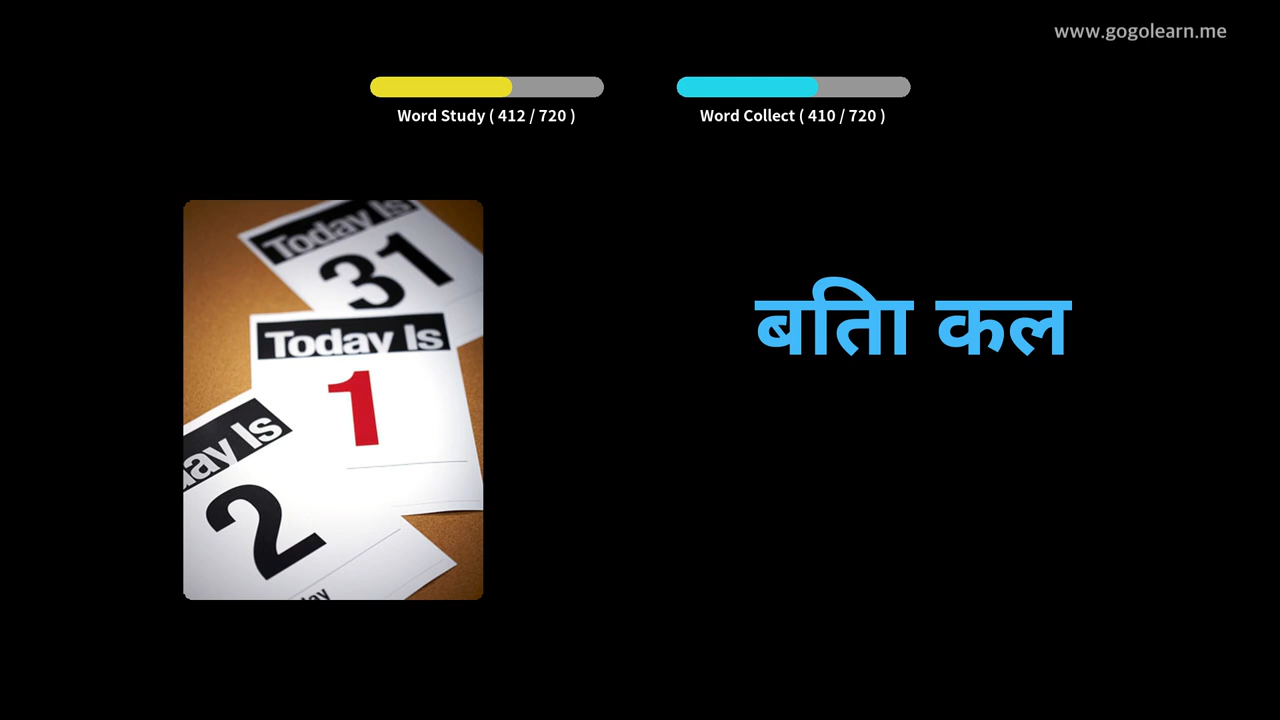 www.gogolearn.me
Word Study ( 412 / 720 )
Word Collect ( 410 / 720 )
Today Is
31
Today Is
1
ay Is
2
ay
बतिा कल